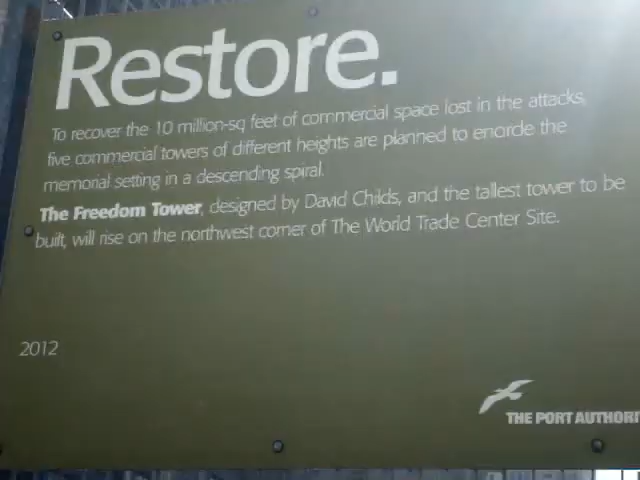 Restore.
To recover the 10 million-sq feet of commercial space lost in the attacks,
five commercial towers of different heights are planned to encircle the
memorial setting in a descending spiral.
The Freedom Tower, designed by David Childs, and the tallest tower to be
built, will rise on the northwest corner of The World Trade Center Site.
2012
THE PORT AUTHORI